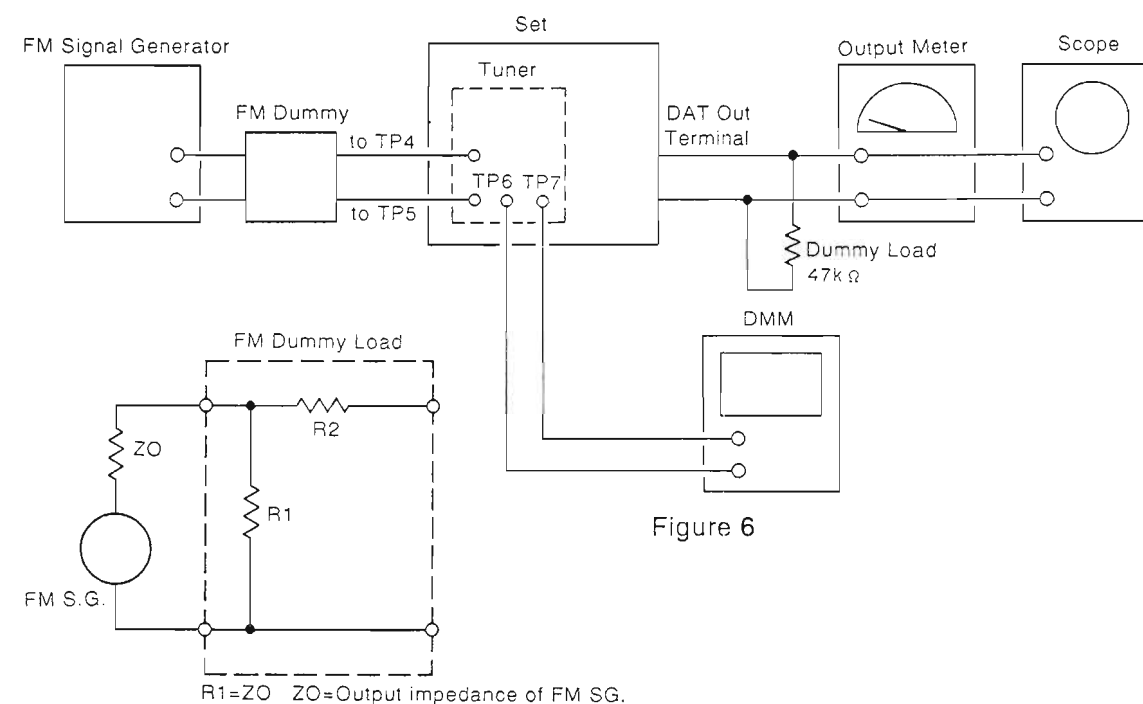 Set
FM Signal Generator
Output Meter
Scope
Tuner
FM Dummy
DAT Out
Terminal
to TP4
TP6 TP7
to TP5
Dummy Load
47kΩ
DMM
FM Dummy Load
R2
ZO
R1
Figure 6
FM S.G.
R1=ZO ZO=Output impedance of FM SG.